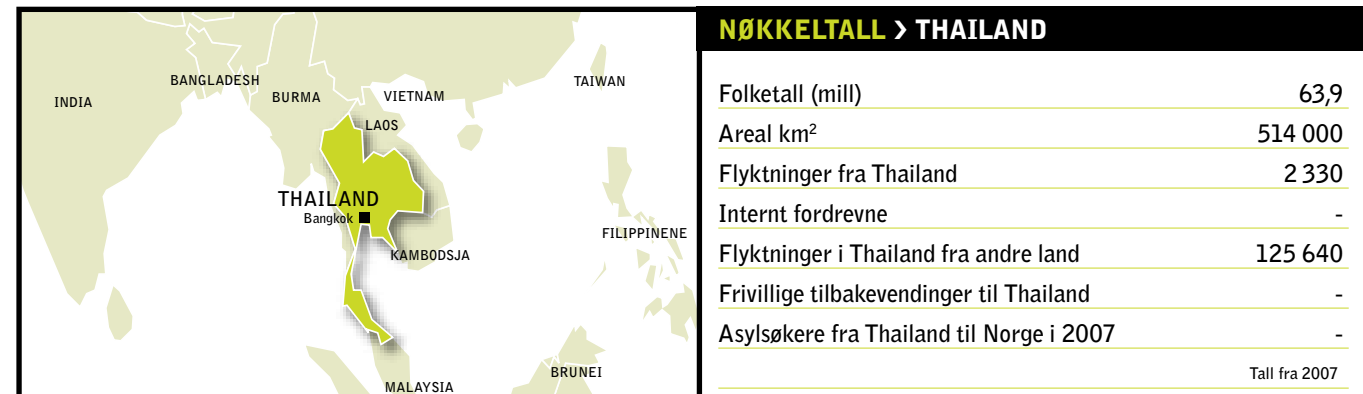 INDIA
BANGLADESH
BURMA
VIETNAM
TAIWAN
LAOS
THAILAND
Bangkok
FILIPPINENE
KAMBODSJA
BRUNEI
MALAYSIA
NØKKELTALL > THAILAND
Folketall (mill) 63,9
Areal km² 514 000
Flyktninger fra Thailand 2 330
Internt fordrevne -
Flyktninger i Thailand fra andre land 125 640
Frivillige tilbakevendinger til Thailand -
Asylsøkere fra Thailand til Norge i 2007 -
Tall fra 2007